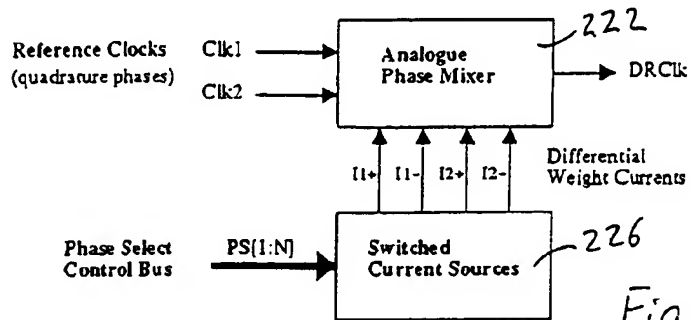 222
Reference Clocks
(quadrature phases)
Clk1
Clk2
Analogue
Phase Mixer
DRClk
I1+ I1- I2+ I2-
Differential
Weight Currents
Phase Select
Control Bus
PS[1:N]
Switched
Current Sources
226
Fig